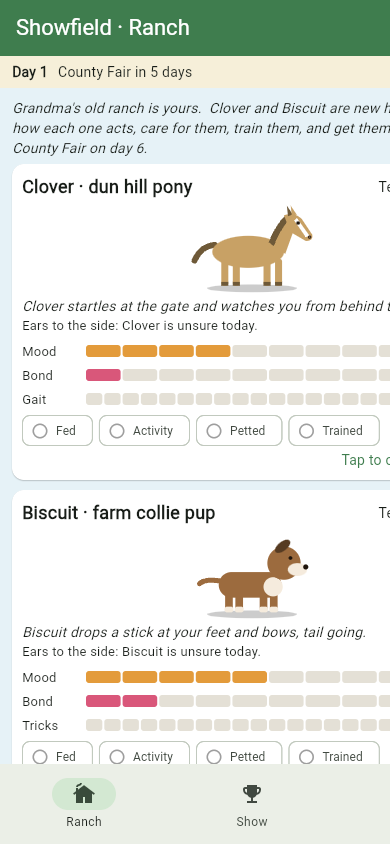 Showfield · Ranch
Day 1 County Fair in 5 days
Grandma's old ranch is yours. Clover and Biscuit are new
how each one acts, care for them, train them, and get them
County Fair on day 6.
Clover · dun hill pony
Clover startles at the gate and watches you from behind
Ears to the side: Clover is unsure today.
Mood
Bond
Gait
Fed Activity Petted Trained
Tap to
Biscuit · farm collie pup
Biscuit drops a stick at your feet and bows, tail going.
Ears to the side: Biscuit is unsure today.
Mood
Bond
Tricks
Fed Activity Petted Trained
Ranch Show